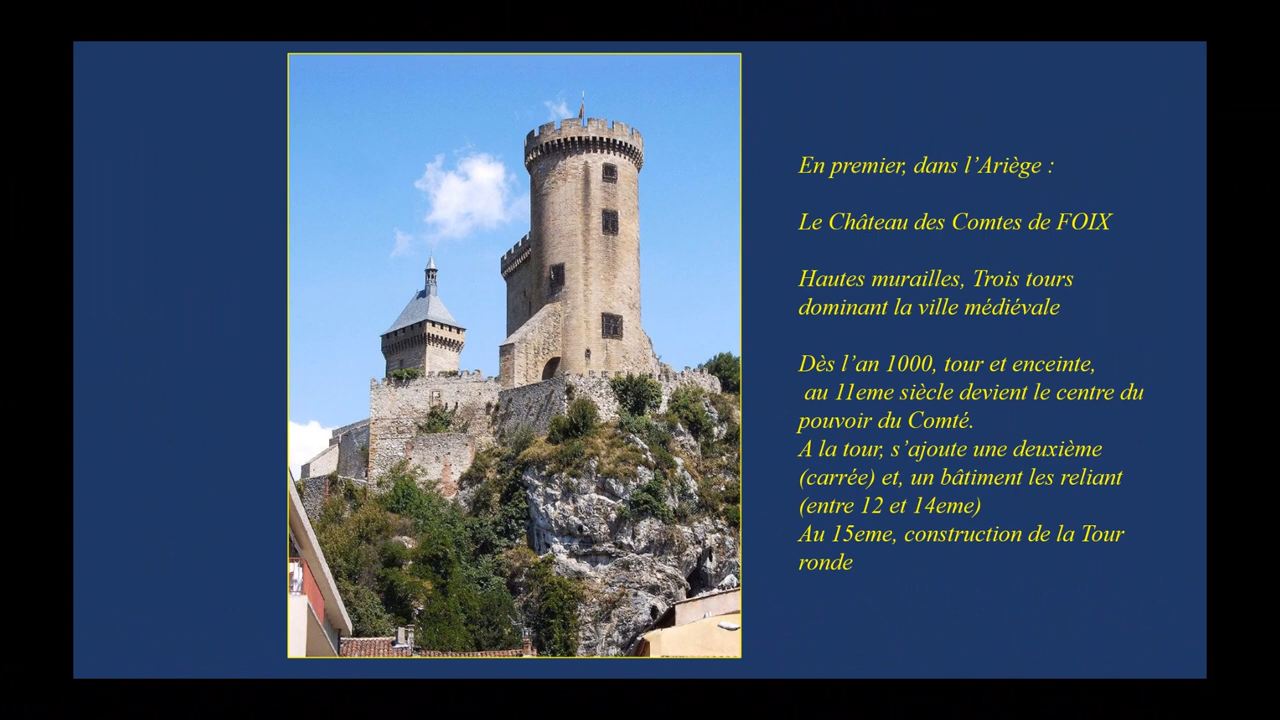 En premier, dans l’Ariège :
Le Château des Comtes de FOIX
Hautes murailles, Trois tours
dominant la ville médiévale
Dès l’an 1000, tour et enceinte,
au 11eme siècle devient le centre du
pouvoir du Comté.
A la tour, s’ajoute une deuxième
(carrée) et, un bâtiment les reliant
(entre 12 et 14eme)
Au 15eme, construction de la Tour
ronde